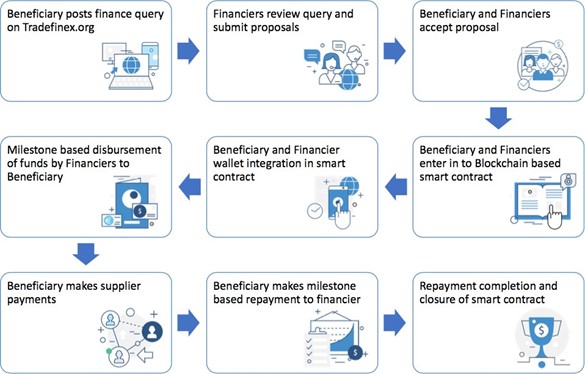 Beneficiary posts finance query
on Tradefinex.org
Financiers review query and
submit proposals
Beneficiary and Financiers
accept proposal
Beneficiary and Financiers
enter in to Blockchain based
smart contract
Beneficiary and Financier
wallet integration in smart
contract
Milestone based disbursement
of funds by Financiers to
Beneficiary
Beneficiary makes supplier
payments
Beneficiary makes milestone
based repayment to financier
Repayment completion and
closure of smart contract